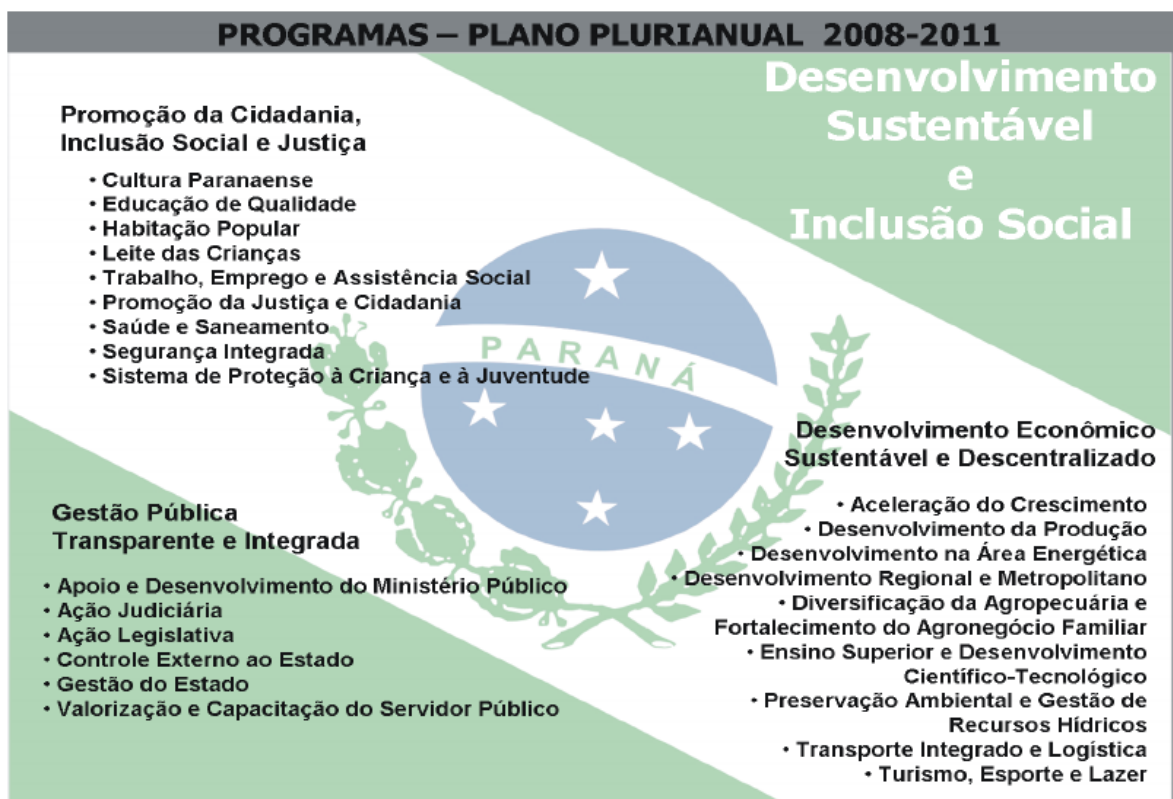 PROGRAMAS – PLANO PLURIANUAL 2008-2011
Desenvolvimento
Sustentável
e
Inclusão Social
Promoção da Cidadania,
Inclusão Social e Justiça
• Cultura Paranaense
• Educação de Qualidade
• Habitação Popular
• Leite das Crianças
• Trabalho, Emprego e Assistência Social
• Promoção da Justiça e Cidadania
• Saúde e Saneamento
• Segurança Integrada
• Sistema de Proteção à Criança e à Juventude
PARANÁ
Gestão Pública
Transparente e Integrada
• Apoio e Desenvolvimento do Ministério Público
• Ação Judiciária
• Ação Legislativa
• Controle Externo ao Estado
• Gestão do Estado
• Valorização e Capacitação do Servidor Público
Desenvolvimento Econômico
Sustentável e Descentralizado
• Aceleração do Crescimento
• Desenvolvimento da Produção
• Desenvolvimento na Área Energética
• Desenvolvimento Regional e Metropolitano
• Diversificação da Agropecuária e
Fortalecimento do Agronegócio Familiar
• Ensino Superior e Desenvolvimento
Científico-Tecnológico
• Preservação Ambiental e Gestão de
Recursos Hídricos
• Transporte Integrado e Logística
• Turismo, Esporte e Lazer